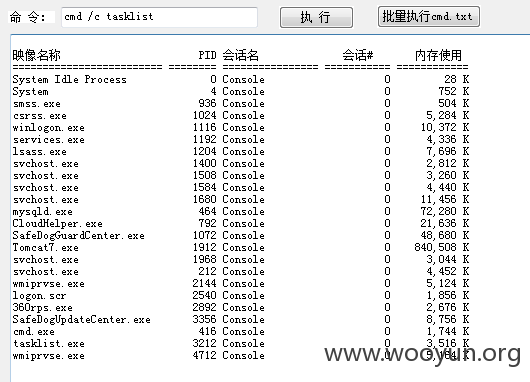 命 令: cmd /c tasklist 执 行 批量执行cmd.txt
映像名称 PID 会话名 会话# 内存使用
========================= ======== ================ =========== ============
System Idle Process 0 Console 0 28 K
System 4 Console 0 752 K
smss.exe 936 Console 0 504 K
csrss.exe 1024 Console 0 5,284 K
winlogon.exe 1116 Console 0 10,372 K
services.exe 1192 Console 0 4,336 K
lsass.exe 1204 Console 0 7,696 K
svchost.exe 1400 Console 0 2,812 K
svchost.exe 1508 Console 0 3,260 K
svchost.exe 1584 Console 0 4,440 K
svchost.exe 1680 Console 0 11,456 K
mysqld.exe 464 Console 0 72,280 K
CloudHelper.exe 792 Console 0 21,636 K
SafeDogGuardCenter.exe 1072 Console 0 48,680 K
Tomcat7.exe 1912 Console 0 840,508 K
svchost.exe 1968 Console 0 3,044 K
svchost.exe 212 Console 0 4,452 K
wmiprvse.exe 2144 Console 0 5,124 K
logon.scr 2540 Console 0 1,856 K
360rps.exe 2892 Console 0 2,676 K
SafeDogUpdateCenter.exe 3356 Console 0 8,756 K
cmd.exe 416 Console 0 1,744 K
tasklist.exe 3212 Console 0 3,516 K
wmiprvse.exe 4712 Console 0 K
www.wooyun.org